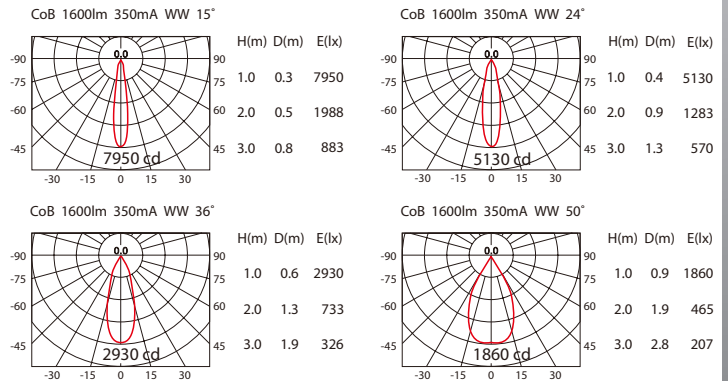 CoB 1600lm 350mA WW 15°
H(m) D(m) E(lx)
0.0
-90 90
-75 75
-60 60
-45 45
-30 -15 0 15 30
7950 cd
1.0 0.3 7950
2.0 0.5 1988
3.0 0.8 883
CoB 1600lm 350mA WW 24°
H(m) D(m) E(lx)
0.0
-90 90
-75 75
-60 60
-45 45
-30 -15 0 15 30
5130 cd
1.0 0.4 5130
2.0 0.9 1283
3.0 1.3 570
CoB 1600lm 350mA WW 36°
H(m) D(m) E(lx)
0.0
-90 90
-75 75
-60 60
-45 45
-30 -15 0 15 30
2930 cd
1.0 0.6 2930
2.0 1.3 733
3.0 1.9 326
CoB 1600lm 350mA WW 50°
H(m) D(m) E(lx)
0.0
-90 90
-75 75
-60 60
-45 45
-30 -15 0 15 30
1860 cd
1.0 0.9 1860
2.0 1.9 465
3.0 2.8 207